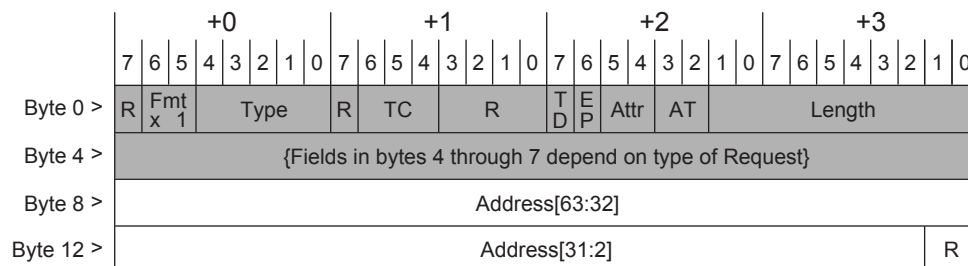 +0 +1 +2 +3
7 6 5 4 3 2 1 0 7 6 5 4 3 2 1 0 7 6 5 4 3 2 1 0 7 6 5 4 3 2 1 0
Byte 0 > R Fmt x 1 Type R TC R TD EP Attr AT Length
Byte 4 > {Fields in bytes 4 through 7 depend on type of Request}
Byte 8 > Address[63:32]
Byte 12 > Address[31:2] R